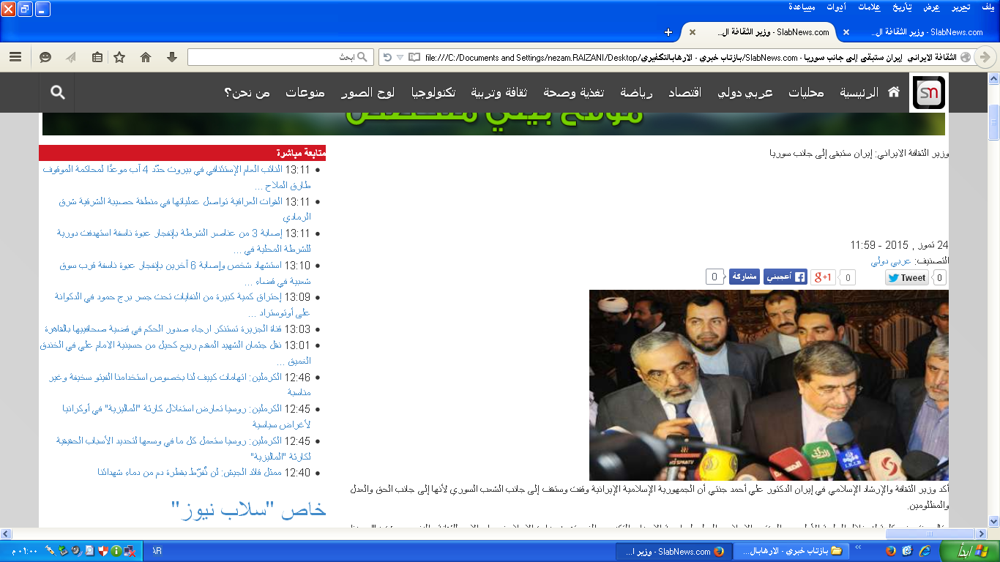 ملف تحرير عرض تأريخ علامات أدوات مساعدة
SlabNews.com - وزير الثقافة ال...
SlabNews.com - وزير الثقافة ال...
file:///C:/Documents and Settings/nezam.RAIZANI/Desktop/بازتاب خبري - الارهابالتكفيري/SlabNews.com - الثقافة الايراني إيران ستبقى إلى جانب سوريا
ابحث
sn
الرئيسية محليات عربي دولي اقتصاد رياضة تغذية وصحة ثقافة وتربية تكنولوجيا لوح الصور منوعات من نحن؟
وزير الثقافة الايراني: إيران ستبقى إلى جانب سوريا
24 تموز , 2015 - 11:59
التصنيف: عربي دولي
Tweet 0
+1 0
أعجبني مشاركة 0
أكد وزير الثقافة والإرشاد الإسلامي في إيران الدكتور علي أحمد جنتي أن الجمهورية الإسلامية الإيرانية وقفت وستقف إلى جانب الشعب السوري لأنها إلى جانب الحق والعدل
والمظلومين.
متابعة مباشرة
13:11 النائب العام الإستئنافي في بيروت حدّد 4 آب موعدًا لمحاكمة الموقوف
طارق الملاح ...
13:11 القوات العراقية تواصل عملياتها في منطقة حصيبة الشرقية شرق
الرمادي
13:11 إصابة 3 من عناصر الشرطة بإنفجار عبوة ناسفة استهدفت دورية
للشرطة المحلية في ...
13:10 استشهاد شخص وإصابة 6 آخرين بإنفجار عبوة ناسفة قرب سوق
شعبية في قضاء ...
13:09 إحتراق كمية كبيرة من النفايات تحت جسر برج حمود في الدكوانة
على أوتوستراد ...
13:03 قناة الجزيرة تستنكر ارجاء صدور الحكم في قضية صحافييها بالقاهرة
13:01 نقل جثمان الشهيد المقدم ربيع كحيل من حسينية الامام علي في الخندق
الغميق ...
12:46 الكرملين: اتهامات كييف لنا بخصوص استخدامنا الفيتو سخيفة وغير
مناسبة
12:45 الكرملين: روسيا تعارض استغلال كارثة "الماليزية" في أوكرانيا
لأغراض سياسية
12:45 الكرملين: روسيا ستعمل كل ما في وسعها لتحديد الأسباب الحقيقية
لكارثة "الماليزية"
12:40 ممثل قائد الجيش: لن نُفرّط بقطرة دم من دماء شهدائنا
خاص "سلاب نيوز"
ابدأ
بازتاب خبري - الارهابال...
SlabNews.com - وزير ا...
AR
٠١:٠٠ م